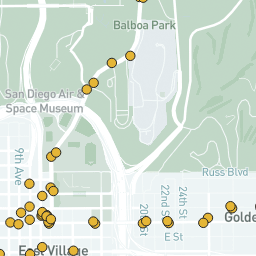 Balboa Park
San Diego Air &
Space Museum
9th Ave
Russ Blvd
20th St
22nd St
24th St
Golde
E St
East Village